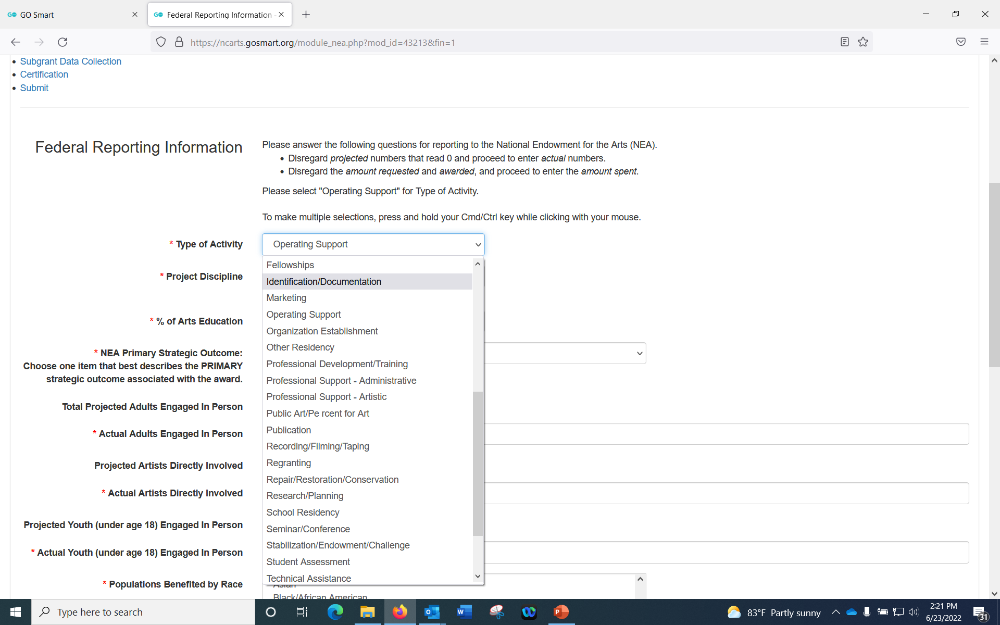 GO Smart
Federal Reporting Information
https://ncarts.gosmart.org/module_nea.php?mod_id=43213&fin=1
• Subgrant Data Collection
• Certification
• Submit
Federal Reporting Information
Please answer the following questions for reporting to the National Endowment for the Arts (NEA).
• Disregard projected numbers that read 0 and proceed to enter actual numbers.
• Disregard the amount requested and awarded, and proceed to enter the amount spent.
Please select "Operating Support" for Type of Activity.
To make multiple selections, press and hold your Cmd/Ctrl key while clicking with your mouse.
* Type of Activity
Operating Support
Fellowships
Identification/Documentation
Marketing
Operating Support
Organization Establishment
Other Residency
Professional Development/Training
Professional Support - Administrative
Professional Support - Artistic
Public Art/Pe rcent for Art
Publication
Recording/Filming/Taping
Regranting
Repair/Restoration/Conservation
Research/Planning
School Residency
Seminar/Conference
Stabilization/Endowment/Challenge
Student Assessment
Technical Assistance
* Project Discipline
* % of Arts Education
* NEA Primary Strategic Outcome:
Choose one item that best describes the PRIMARY
strategic outcome associated with the award.
Total Projected Adults Engaged In Person
* Actual Adults Engaged In Person
Projected Artists Directly Involved
* Actual Artists Directly Involved
Projected Youth (under age 18) Engaged In Person
* Actual Youth (under age 18) Engaged In Person
* Populations Benefited by Race
Asian
Black/African American
Type here to search
83°F Partly sunny
2:21 PM
6/23/2022
31